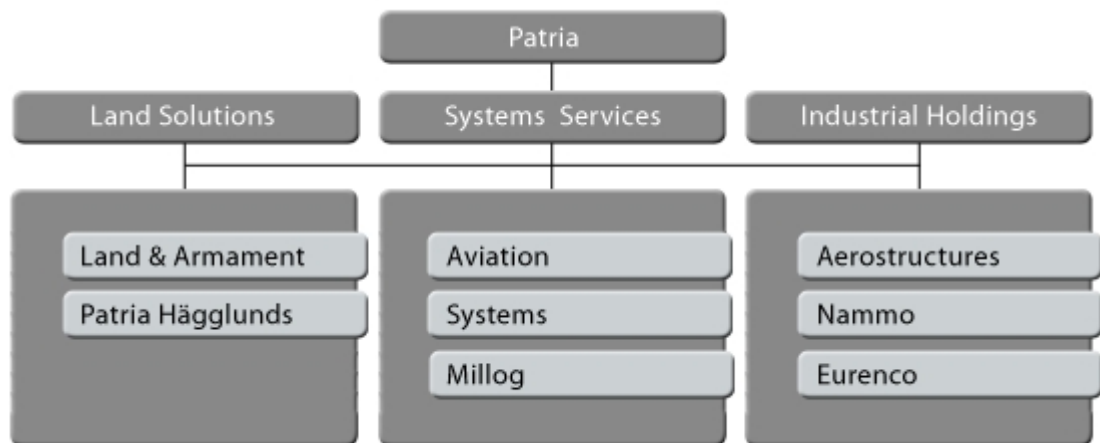 Patria
Land Solutions
Systems Services
Industrial Holdings
Land & Armament
Patria Hägglunds
Aviation
Systems
Millog
Aerostructures
Nammo
Eurenco